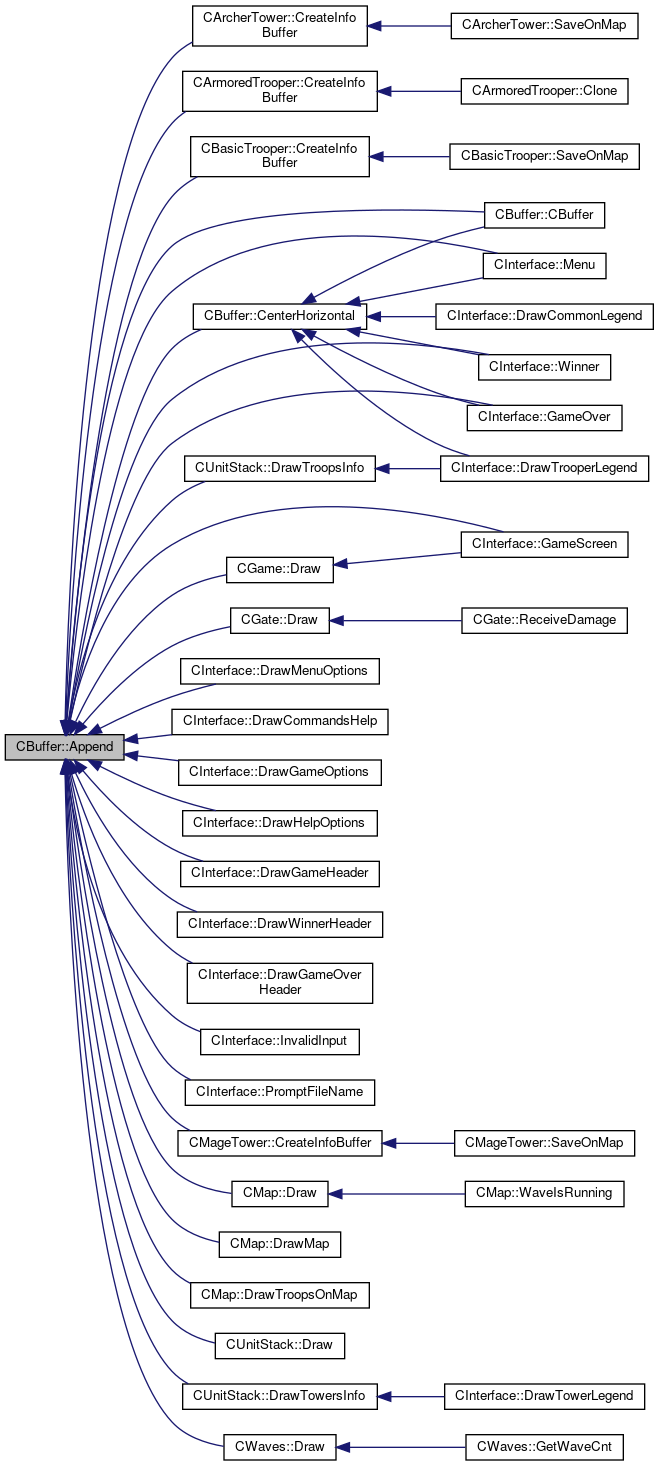 CArcherTower::CreateInfo
Buffer
CArcherTower::SaveOnMap
CArmoredTrooper::CreateInfo
Buffer
CArmoredTrooper::Clone
CBasicTrooper::CreateInfo
Buffer
CBasicTrooper::SaveOnMap
CBuffer::CBuffer
CInterface::Menu
CBuffer::CenterHorizontal
CInterface::DrawCommonLegend
CInterface::Winner
CInterface::GameOver
CUnitStack::DrawTroopsInfo
CInterface::DrawTrooperLegend
CInterface::GameScreen
CGame::Draw
CGate::Draw
CGate::ReceiveDamage
CInterface::DrawMenuOptions
CInterface::DrawCommandsHelp
CBuffer::Append
CInterface::DrawGameOptions
CInterface::DrawHelpOptions
CInterface::DrawGameHeader
CInterface::DrawWinnerHeader
CInterface::DrawGameOver
Header
CInterface::InvalidInput
CInterface::PromptFileName
CMageTower::CreateInfoBuffer
CMageTower::SaveOnMap
CMap::Draw
CMap::WaveIsRunning
CMap::DrawMap
CMap::DrawTroopsOnMap
CUnitStack::Draw
CUnitStack::DrawTowersInfo
CInterface::DrawTowerLegend
CWaves::Draw
CWaves::GetWaveCnt